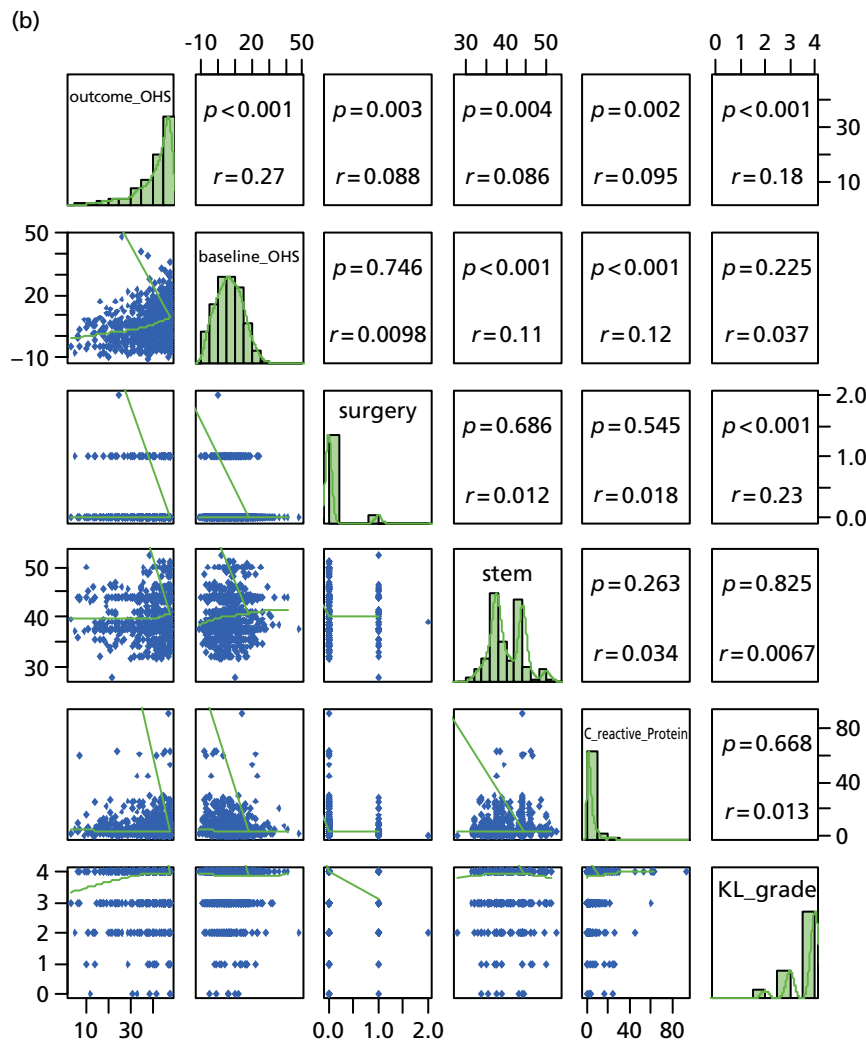 (b)
-10 20 50
30 40 50
0 1 2 3 4
outcome_OHS
p<0.001
r=0.27
p=0.003
r=0.088
p=0.004
r=0.086
p=0.002
r=0.095
p<0.001
r=0.18
30
10
50
20
−10
baseline_OHS
p=0.746
r=0.0098
p<0.001
r=0.11
p<0.001
r=0.12
p=0.225
r=0.037
surgery
p=0.686
r=0.012
p=0.545
r=0.018
p<0.001
r=0.23
2.0
1.0
0.0
50
40
30
stem
p=0.263
r=0.034
p=0.825
r=0.0067
C_reactive_Protein
p=0.668
r=0.013
80
40
0
4
3
2
1
0
KL_grade
10 30
0.0 1.0 2.0
0 40 80